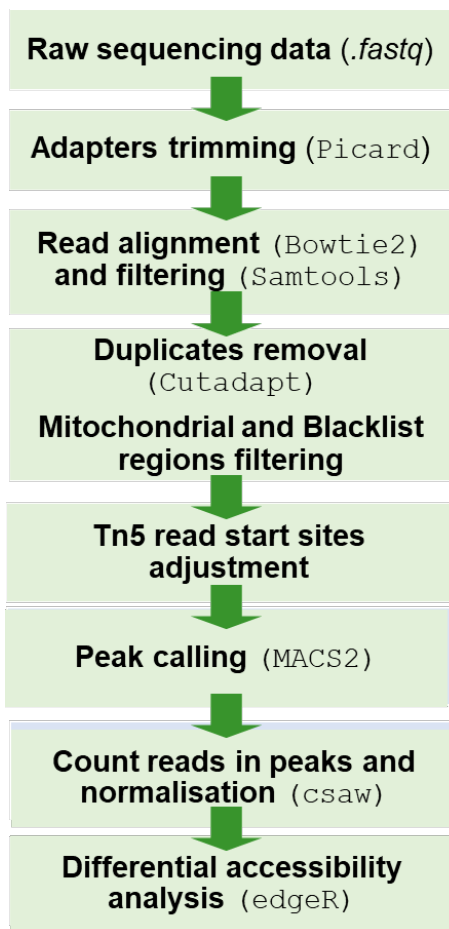 Raw sequencing data (.fastq)
Adapters trimming (Picard)
Read alignment (Bowtie2)
and filtering (Samtools)
Duplicates removal
(Cutadapt)
Mitochondrial and Blacklist
regions filtering
Tn5 read start sites
adjustment
Peak calling (MACS2)
Count reads in peaks and
normalisation (csaw)
Differential accessibility
analysis (edgeR)